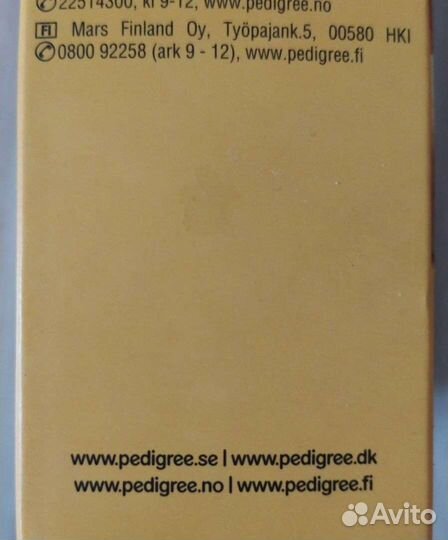 ✆22514300, kl 9-12, www.pedigree.no
FI Mars Finland Oy, Työpajank.5, 00580 HKI
✆0800 92258 (ark 9 - 12), www.pedigree.fi
www.pedigree.se | www.pedigree.dk
www.pedigree.no | www.pedigree.fi
Avito